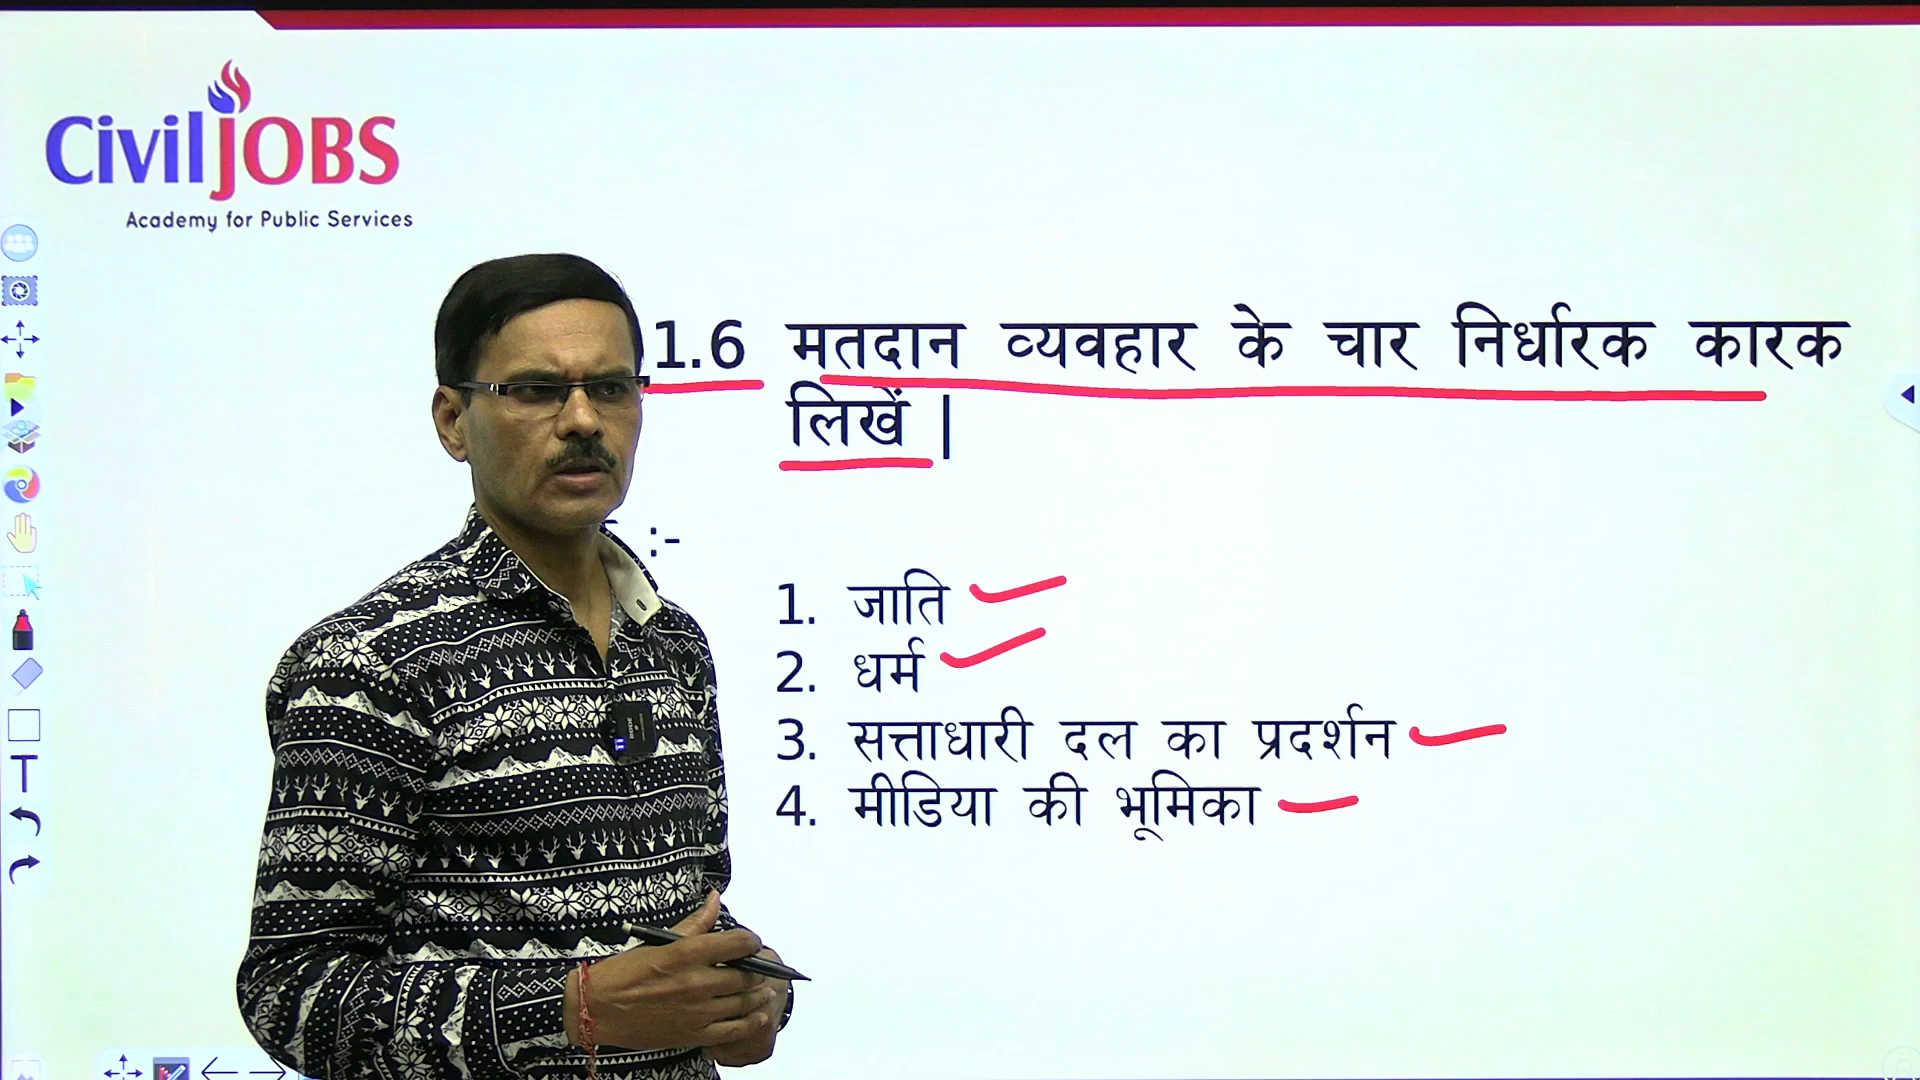 CivilJOBS
Academy for Public Services
1.6 मतदान व्यवहार के चार निर्धारक कारक
लिखें |
:-
1. जाति
2. धर्म
3. सत्ताधारी दल का प्रदर्शन
4. मीडिया की भूमिका
T